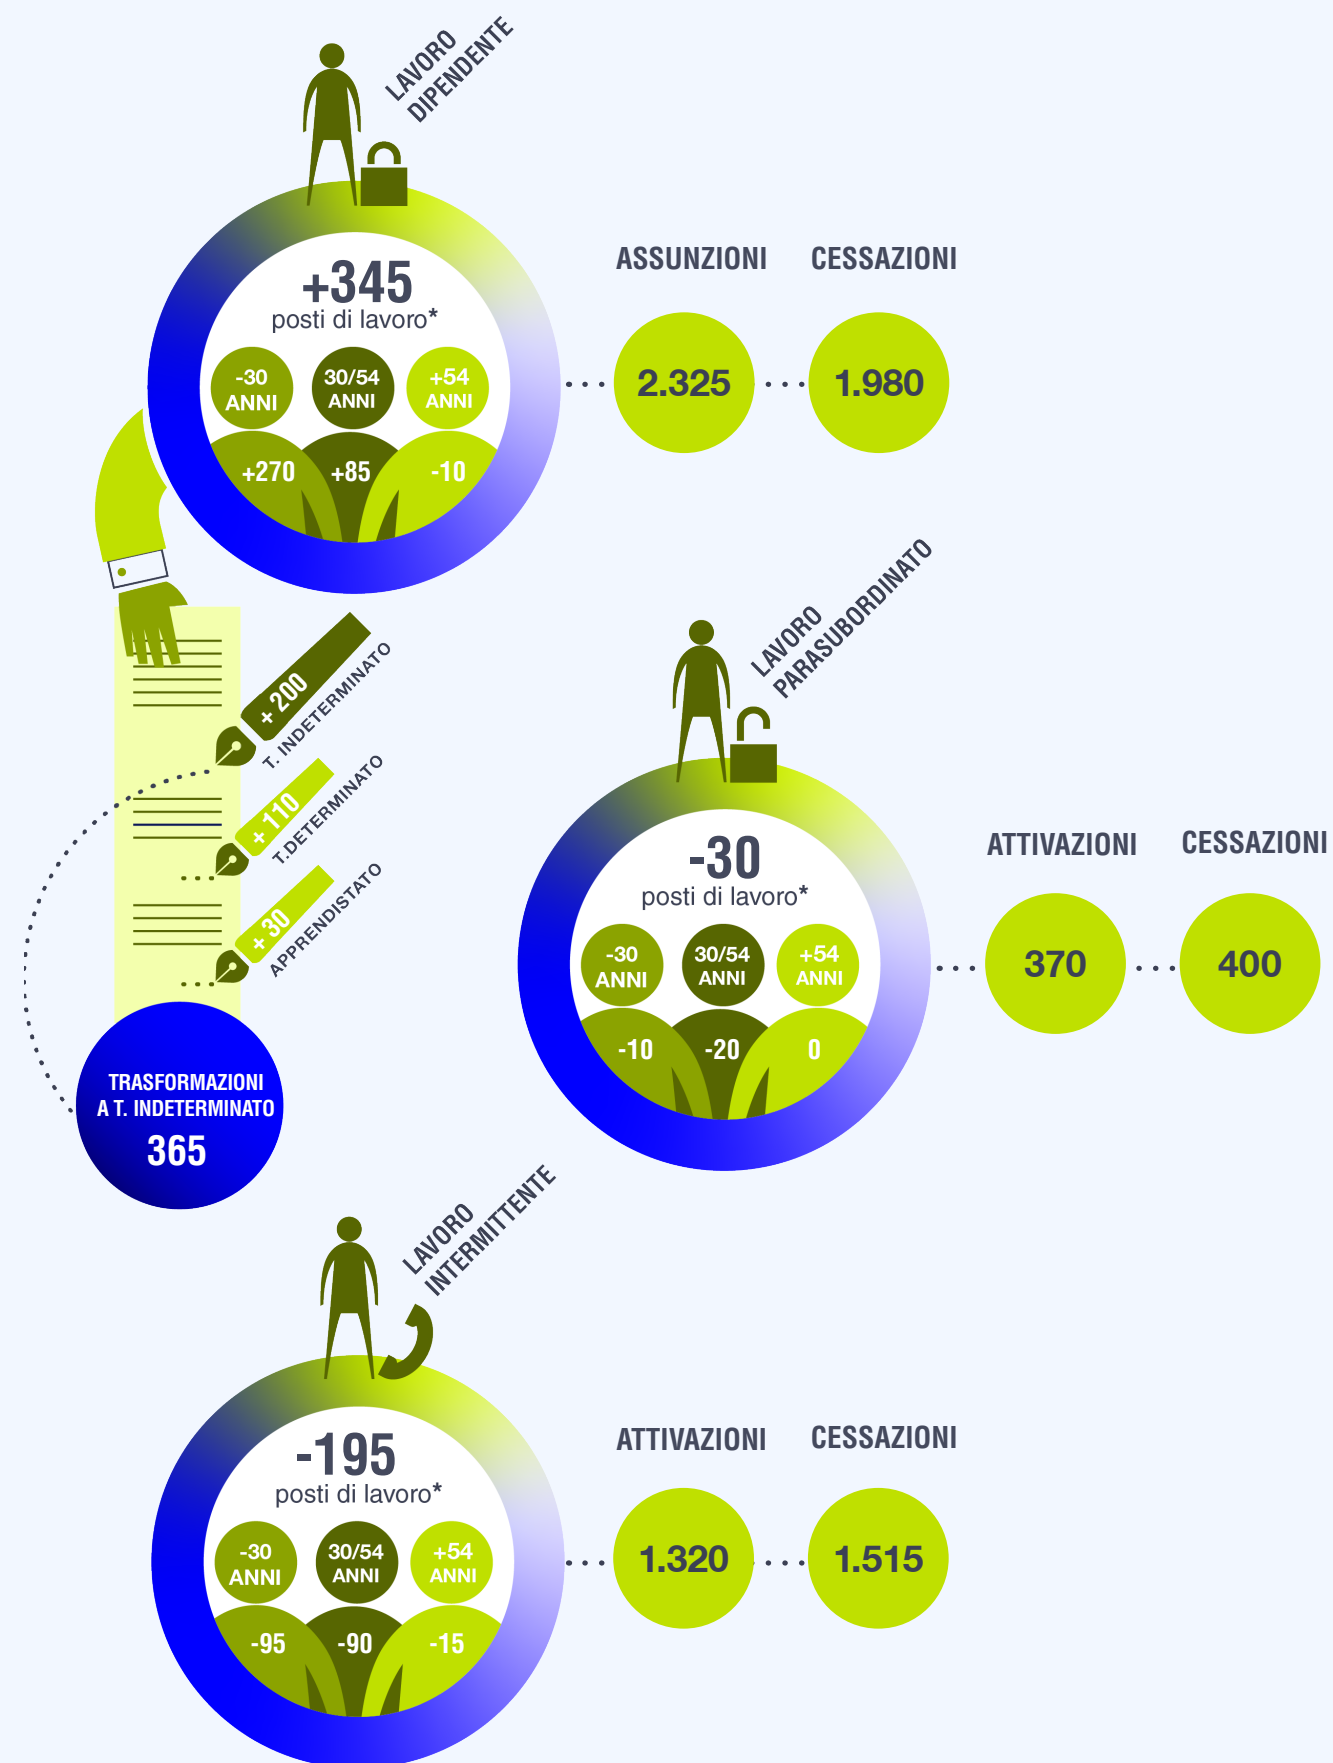 LAVORO
DIPENDENTE
+345
posti di lavoro*
-30
ANNI
30/54
ANNI
+54
ANNI
+270
+85
-10
ASSUNZIONI
CESSAZIONI
2.325
1.980
+ 200
T. INDETERMINATO
+ 110
T.DETERMINATO
+ 30
APPRENDISTATO
TRASFORMAZIONI
A T. INDETERMINATO
365
LAVORO
PARASUBORDINATO
-30
posti di lavoro*
-30
ANNI
30/54
ANNI
+54
ANNI
-10
-20
0
ATTIVAZIONI
CESSAZIONI
370
400
LAVORO
INTERMITTENTE
-195
posti di lavoro*
-30
ANNI
30/54
ANNI
+54
ANNI
-95
-90
-15
ATTIVAZIONI
CESSAZIONI
1.320
1.515